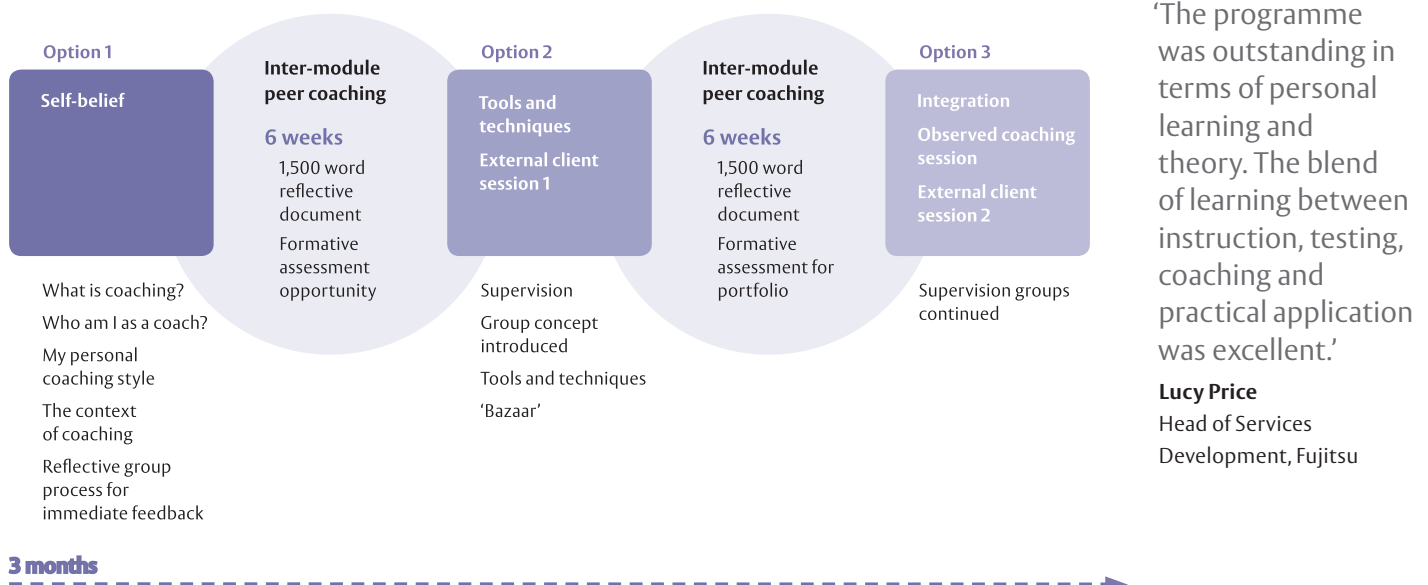 Option 1
Self-belief
What is coaching?
Who am I as a coach?
My personal
coaching style
The context
of coaching
Reflective group
process for
immediate feedback
Inter-module
peer coaching
6 weeks
1,500 word
reflective
document
Formative
assessment
opportunity
Option 2
Tools and
techniques
External client
session 1
Supervision
Group concept
introduced
Tools and techniques
‘Bazaar’
Inter-module
peer coaching
6 weeks
1,500 word
reflective
document
Formative
assessment for
portfolio
Option 3
Integration
Observed coaching
session
External client
session 2
Supervision groups
continued
3 months
‘The programme
was outstanding in
terms of personal
learning and
theory. The blend
of learning between
instruction, testing,
coaching and
practical application
was excellent.’
Lucy Price
Head of Services
Development, Fujitsu